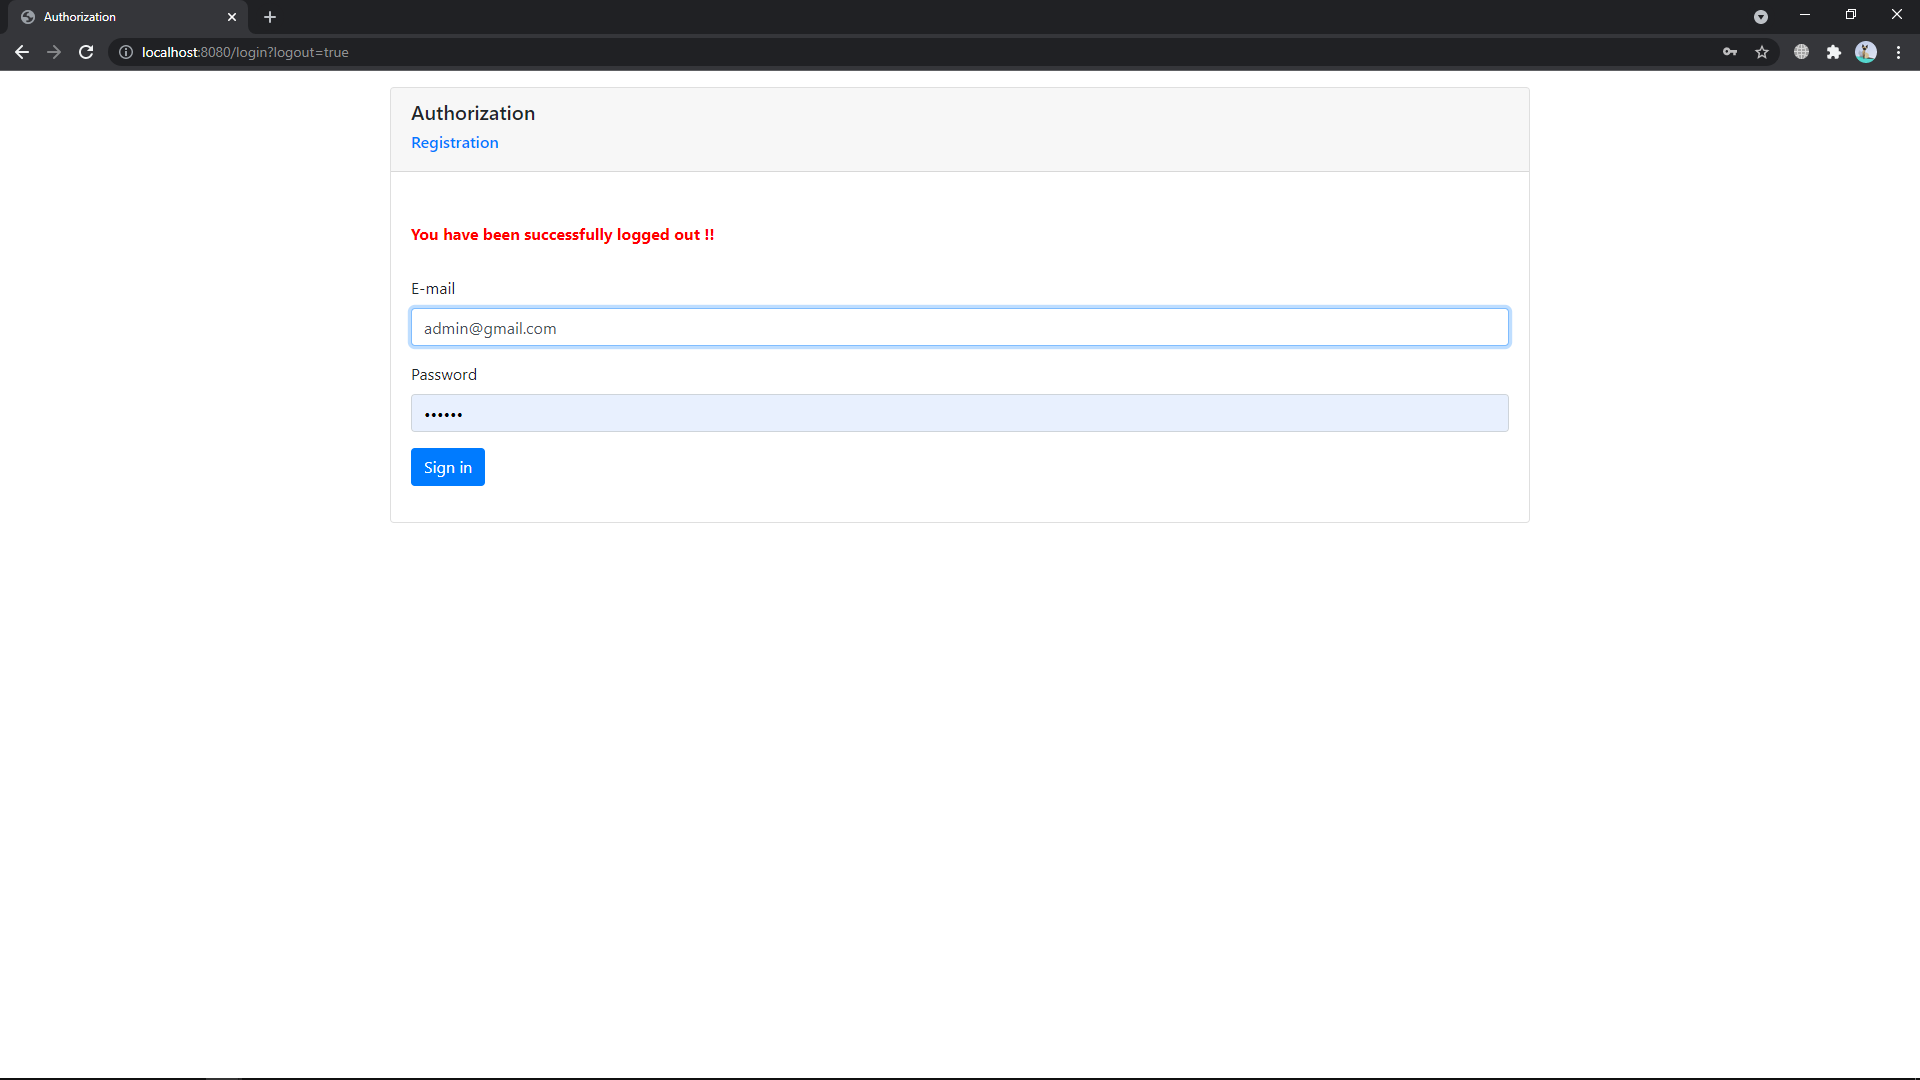 Authorization
localhost:8080/login?logout=true
Authorization
Registration
You have been successfully logged out !!
E-mail
admin@gmail.com
Password
••••••
Sign in